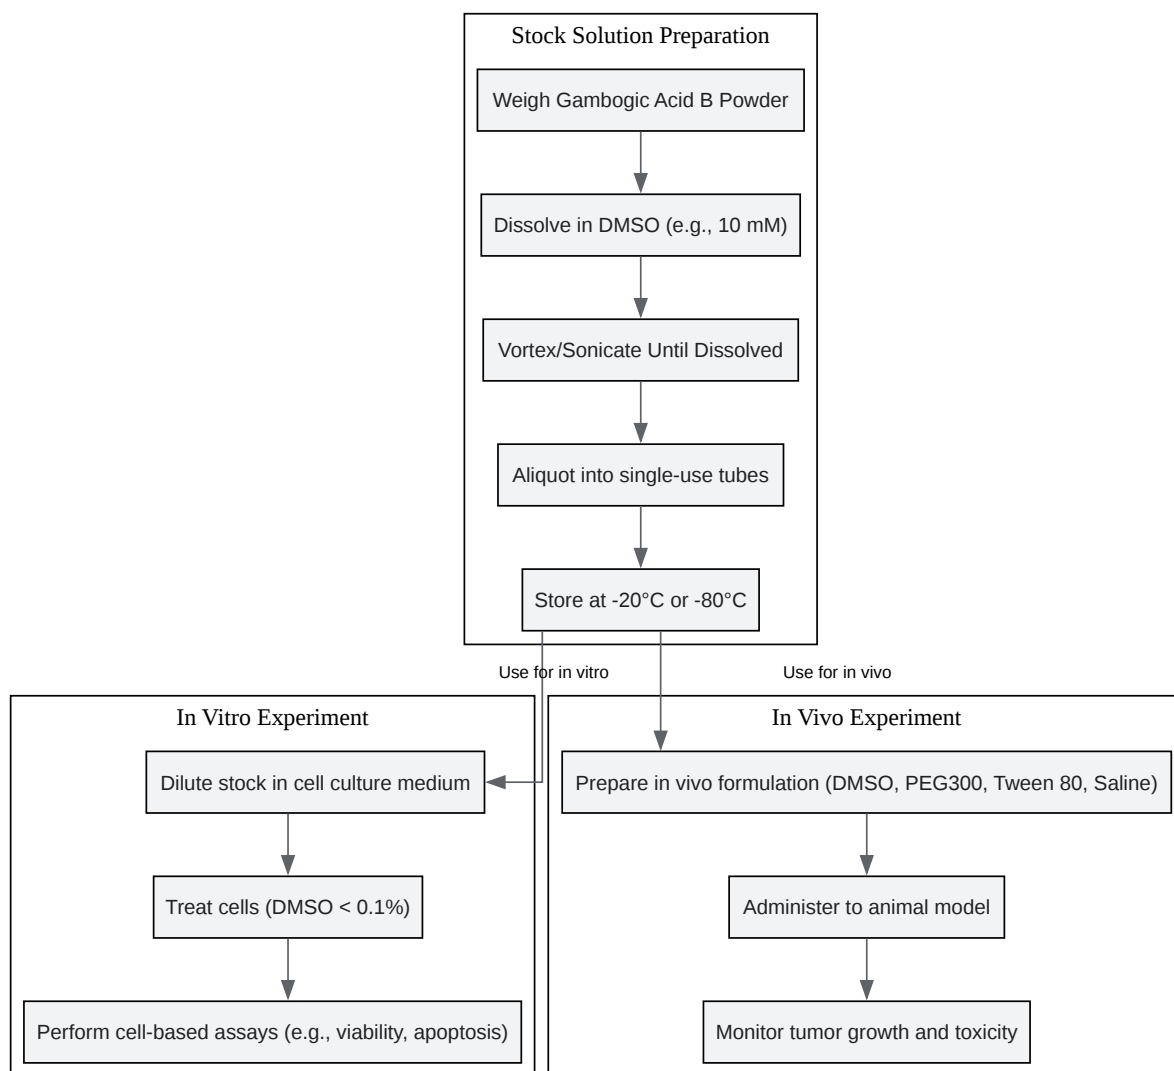 Stock Solution Preparation
Weigh Gambogic Acid B Powder
Dissolve in DMSO (e.g., 10 mM)
Vortex/Sonicate Until Dissolved
Aliquot into single-use tubes
Store at -20°C or -80°C
Use for in vitro
Use for in vivo
In Vitro Experiment
Dilute stock in cell culture medium
Treat cells (DMSO < 0.1%)
Perform cell-based assays (e.g., viability, apoptosis)
In Vivo Experiment
Prepare in vivo formulation (DMSO, PEG300, Tween 80, Saline)
Administer to animal model
Monitor tumor growth and toxicity